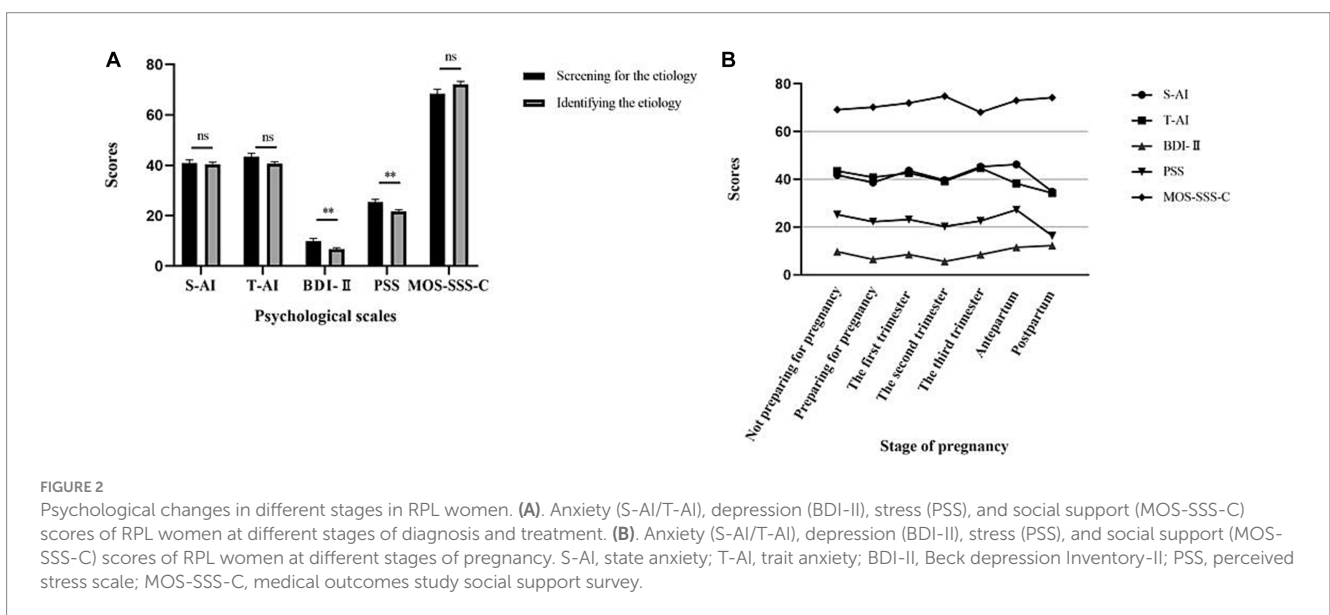 A
80
60
40
20
0
Scores
ns
ns
**
**
ns
S-AI
T-AI
BDI-Ⅱ
PSS
MOS-SSS-C
Psychological scales
Screening for the etiology
Identifying the etiology
B
80
60
40
20
0
Scores
Not preparing for pregnancy
Preparing for pregnancy
The first trimester
The second trimester
The third trimester
Antepartum
Postpartum
Stage of pregnancy
S-AI
T-AI
BDI-Ⅱ
PSS
MOS-SSS-C
FIGURE 2
Psychological changes in different stages in RPL women. (A). Anxiety (S-AI/T-AI), depression (BDI-II), stress (PSS), and social support (MOS-SSS-C)
scores of RPL women at different stages of diagnosis and treatment. (B). Anxiety (S-AI/T-AI), depression (BDI-II), stress (PSS), and social support (MOS-
SSS-C) scores of RPL women at different stages of pregnancy. S-AI, state anxiety; T-AI, trait anxiety; BDI-II, Beck depression Inventory-II; PSS, perceived
stress scale; MOS-SSS-C, medical outcomes study social support survey.